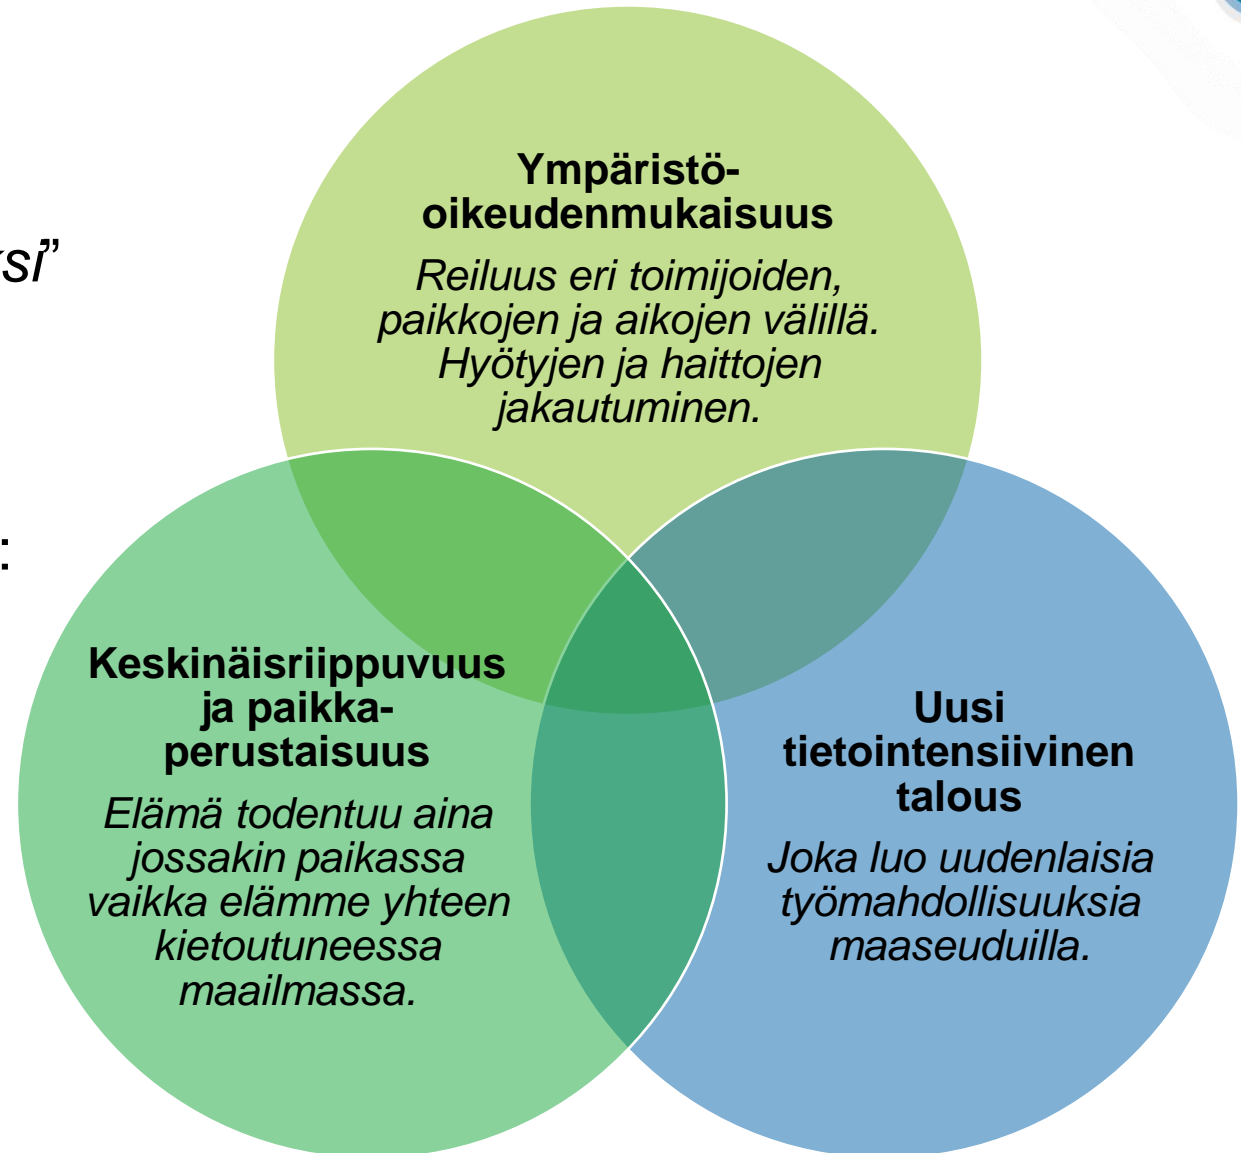 Ympäristö-
oikeudenmukaisuus
Reiluus eri toimijoiden,
paikkojen ja aikojen välillä.
Hyötyjen ja haittojen
jakautuminen.
ksi”
:
Keskinäisriippuvuus
ja paikka-
perustaisuus
Elämä todentuu aina
jossakin paikassa
vaikka elämme yhteen
kietoutuneessa
maailmassa.
Uusi
tietointensiivinen
talous
Joka luo uudenlaisia
työmahdollisuuksia
maaseuduilla.